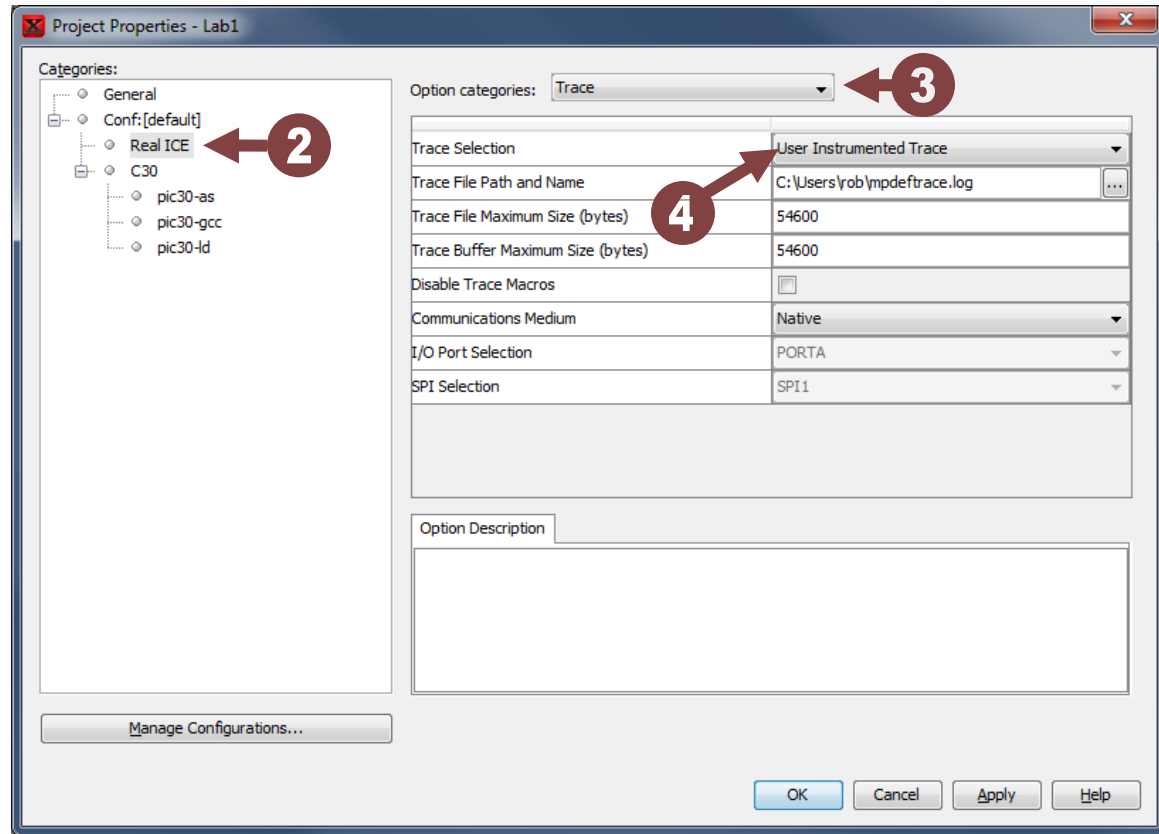 Project Properties - Lab1
X
Categories:
General
Conf:[default]
Real ICE
2
C30
pic30-as
pic30-gcc
pic30-ld
Manage Configurations...
Option categories: Trace
3
Trace Selection User Instrumented Trace
4
Trace File Path and Name C:\Users\rob\mpdeftrace.log ...
Trace File Maximum Size (bytes) 54600
Trace Buffer Maximum Size (bytes) 54600
Disable Trace Macros
Communications Medium Native
I/O Port Selection PORTA
SPI Selection SPI1
Option Description
OK Cancel Apply Help